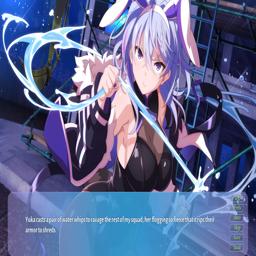 Yuka casts a pair of water whips to ravage the rest of my squad, her flogging so fierce that it rips their
armor to shreds.